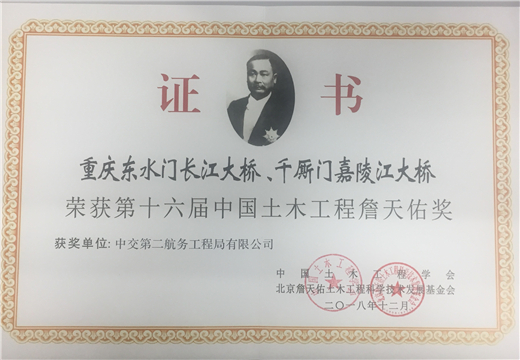 证书
重庆东水门长江大桥、千厮门嘉陵江大桥
荣获第十六届中国土木工程詹天佑奖
获奖单位:中交第二航务工程局有限公司
中国土木工程学会
北京詹天佑土木工程科学技术发展基金会
二〇一八年十二月